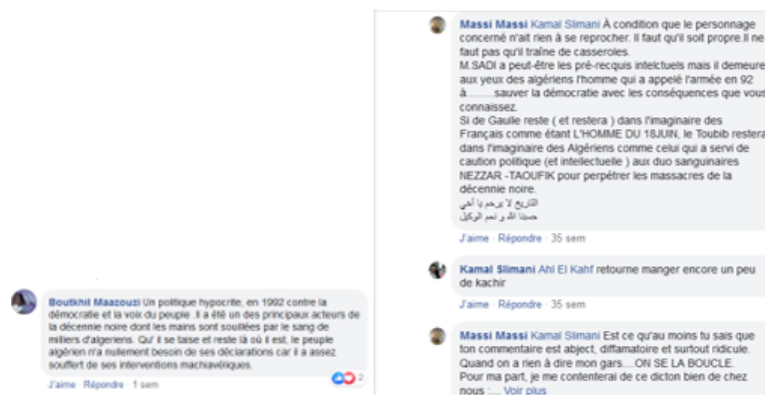 Boutkhil Maazouzi Un politique hypocrite, en 1992 contre la
démocratie et la voix du peuple .il a été un des principaux acteurs de
la décennie noire dont les mains sont souillées par le sang de
milliers d'algeriens. Qu' il se taise et reste là où il est, le peuple
algérien n'a nullement besoin de ses déclarations car il a assez
souffert de ses interventions machiavéliques.
2
J'aime · Répondre · 1 sem
Massi Massi Kamal Slimani À condition que le personnage
concerné n'ait rien à se reprocher. Il faut qu'il soit propre.Il ne
faut pas qu'il traîne de casseroles.
M.SADI a peut-être les pré-recquis intelctuels mais il demeure
aux yeux des algériens l'homme qui a appelé l'armée en 92
à.........sauver la démocratie avec les conséquences que vous
connaissez.
Si de Gaulle reste ( et restera ) dans l'imaginaire des
Français comme étant L'HOMME DU 18JUIN, le Toubib restera
dans l'imaginaire des Algériens comme celui qui a servi de
caution politique (et intellectuelle ) aux duo sanguinaires
NEZZAR -TAOUFIK pour perpétrer les massacres de la
décennie noire.
التاريخ لا يرحم يا أخي
حسبنا الله و نعم الوكيل
J'aime · Répondre · 35 sem
Kamal Slimani Ahl El Kahf retourne manger encore un peu
de kachir
J'aime · Répondre · 35 sem
Massi Massi Kamal Slimani Est ce qu'au moins tu sais que
ton commentaire est abject, diffamatoire et surtout ridicule.
Quand on a rien à dire mon gars....ON SE LA BOUCLE.
Pour ma part, je me contenterai de ce dicton bien de chez
nous :... Voir plus